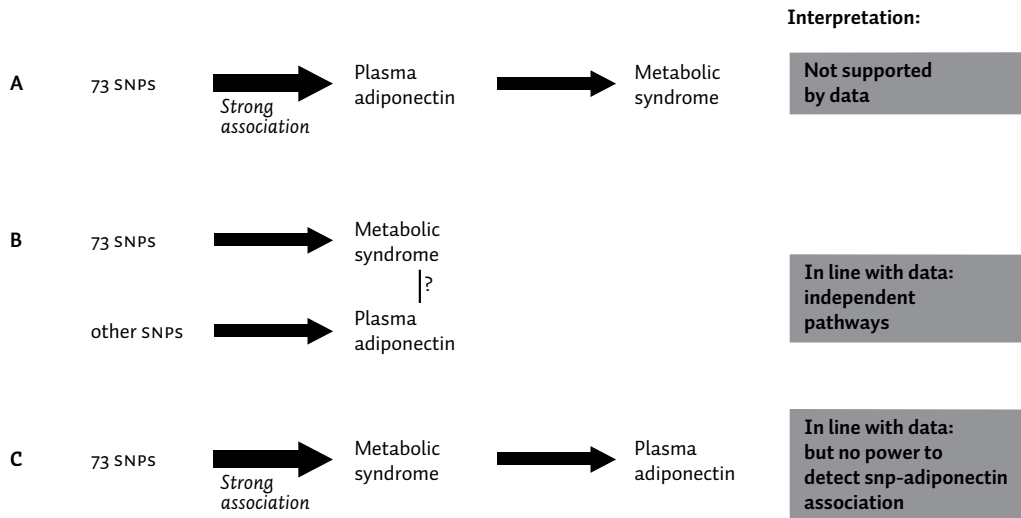 Interpretation:
A
73 SNPs
Strong
association
Plasma
adiponectin
Metabolic
syndrome
Not supported
by data
B
73 SNPs
Metabolic
syndrome
?
other SNPs
Plasma
adiponectin
In line with data:
independent
pathways
C
73 SNPs
Strong
association
Metabolic
syndrome
Plasma
adiponectin
In line with data:
but no power to
detect snp-adiponectin
association